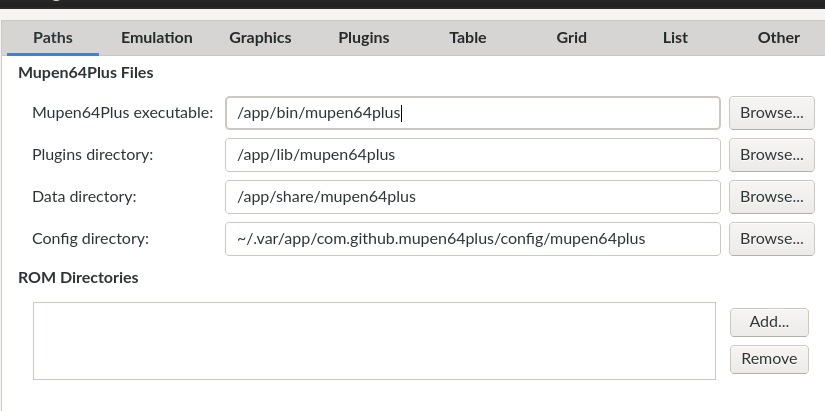 Paths Emulation Graphics Plugins Table Grid List Other
Mupen64Plus Files
Mupen64Plus executable: /app/bin/mupen64plus Browse...
Plugins directory: /app/lib/mupen64plus Browse...
Data directory: /app/share/mupen64plus Browse...
Config directory: ~/.var/app/com.github.mupen64plus/config/mupen64plus Browse...
ROM Directories
Add...
Remove